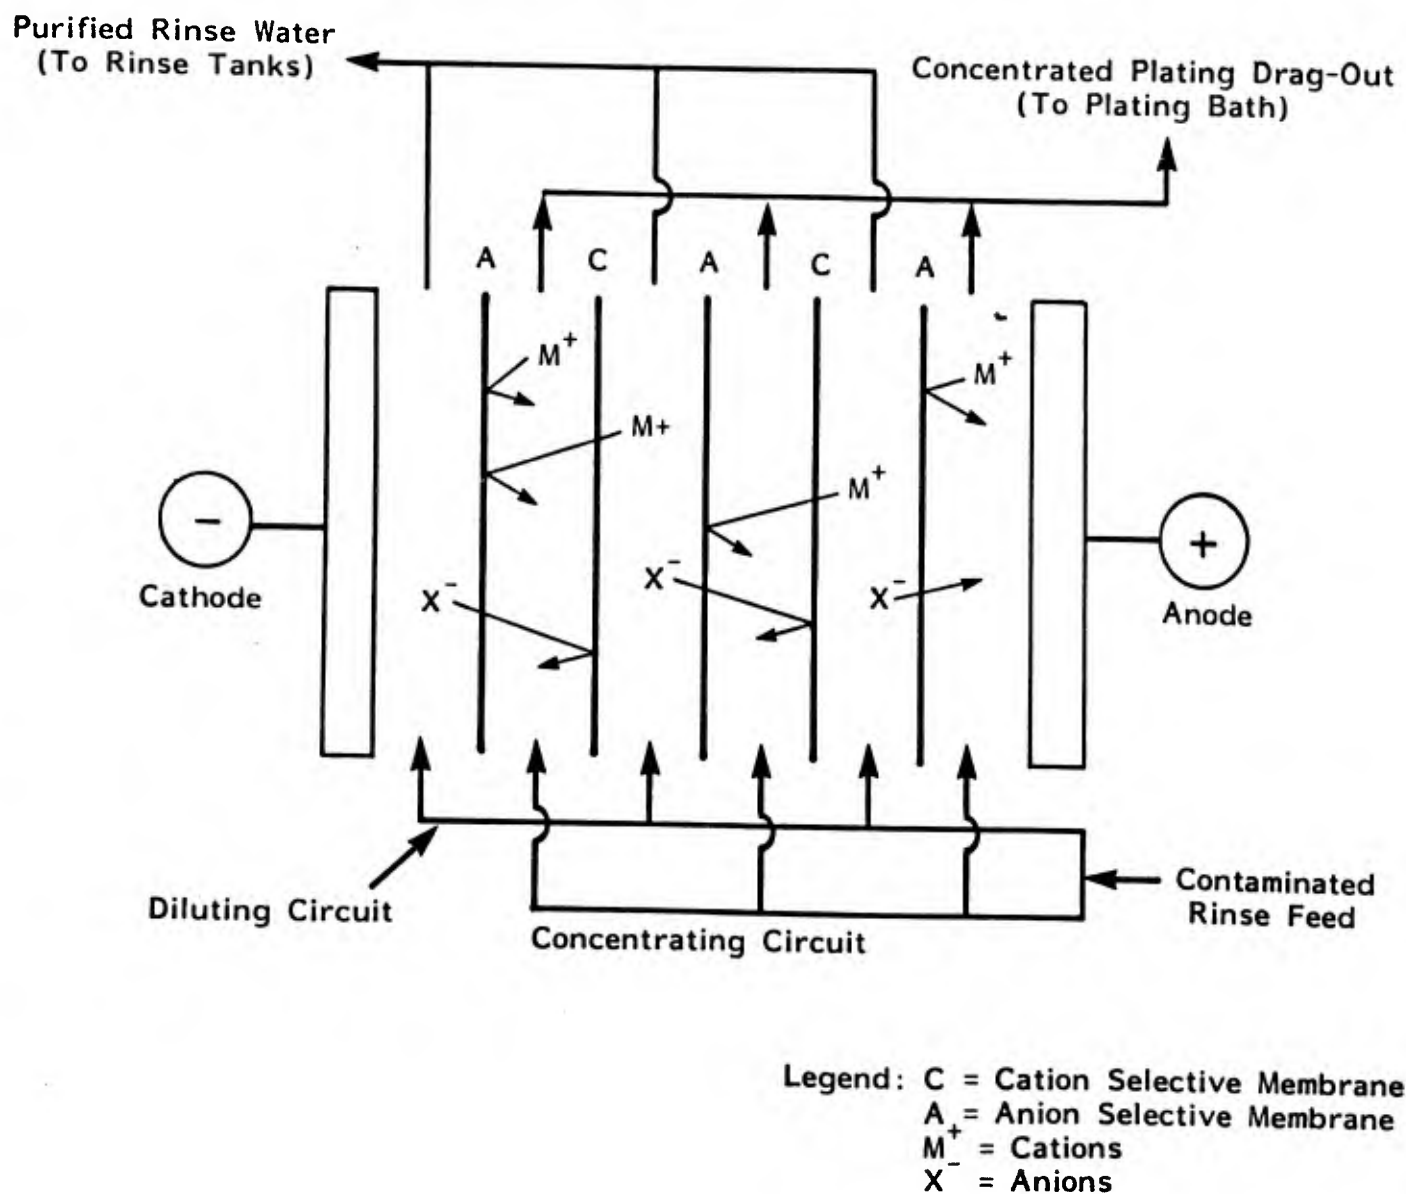 Purified Rinse Water
(To Rinse Tanks)
Concentrated Plating Drag-Out
(To Plating Bath)
A
C
A
C
A
M+
M+
M+
M+
X-
X-
X-
-
Cathode
+
Anode
Diluting Circuit
Concentrating Circuit
Contaminated
Rinse Feed
Legend: C = Cation Selective Membrane
A = Anion Selective Membrane
M+ = Cations
X- = Anions